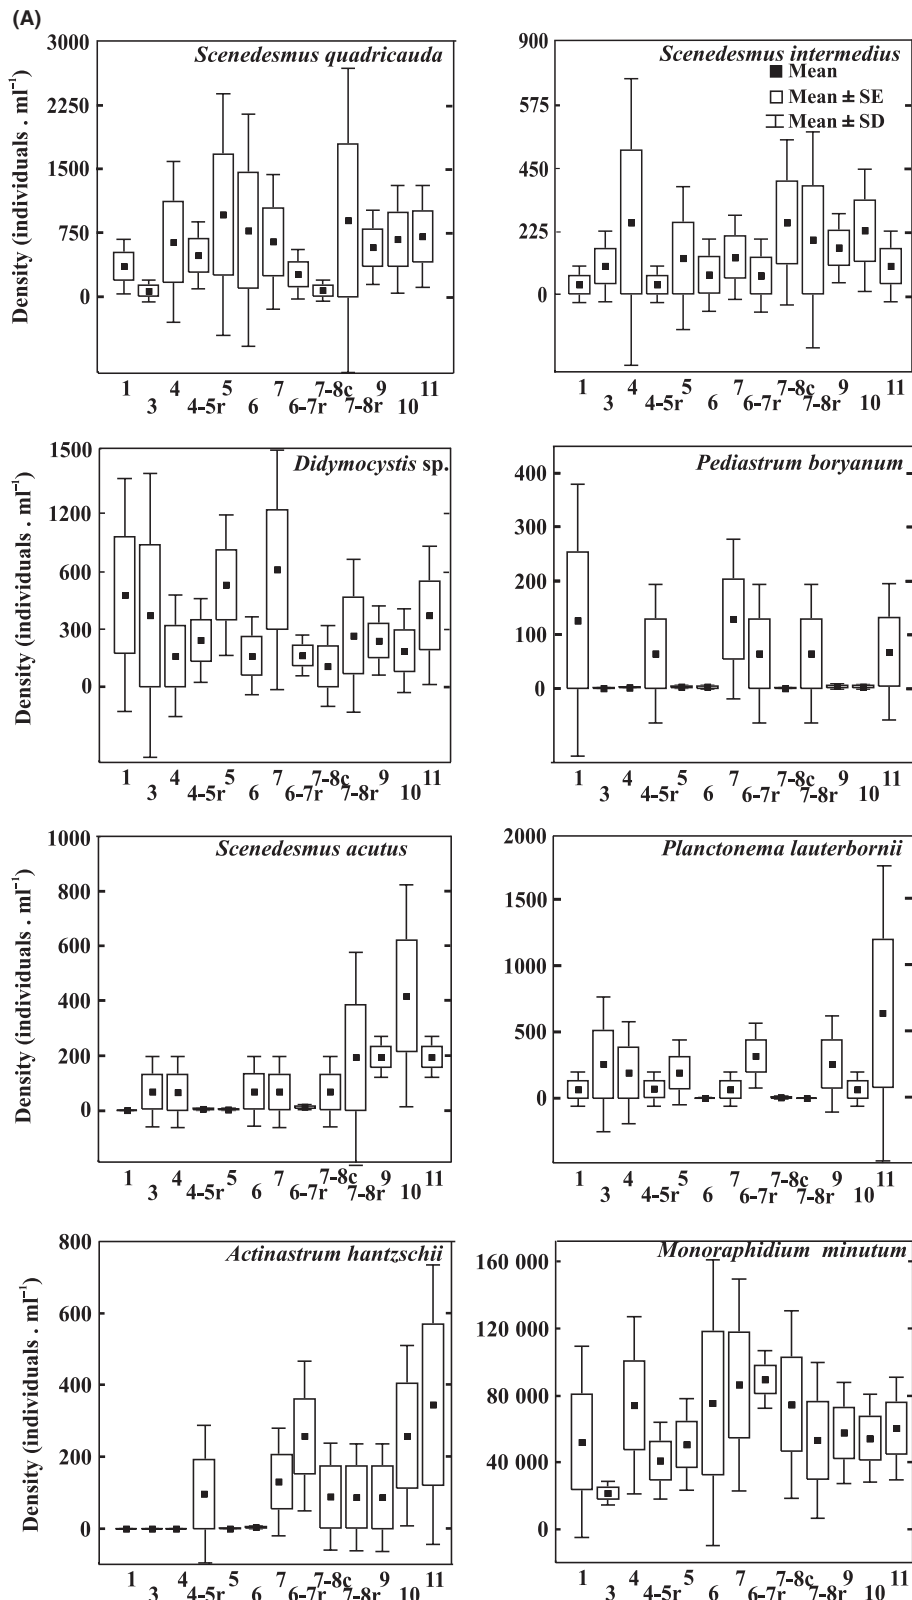 (A)
Scenedesmus quadricauda
Density (individuals . ml⁻¹)
3000
2250
1500
750
0
1 4 5 7 7-8c 9 11
3 4-5r 6 6-7r 7-8r 10
Scenedesmus intermedius
Mean
Mean ± SE
Mean ± SD
900
575
450
225
0
1 4 5 7 7-8c 9 11
3 4-5r 6 6-7r 7-8r 10
Didymocystis sp.
Density (individuals . ml⁻¹)
1500
1200
600
300
0
1 4 5 7 7-8c 9 11
3 4-5r 6 6-7r 7-8r 10
Pediastrum boryanum
400
300
200
100
0
1 4 5 7 7-8c 9 11
3 4-5r 6 6-7r 7-8r 10
Scenedesmus acutus
Density (individuals . ml⁻¹)
1000
800
600
400
200
0
1 4 5 7 7-8c 9 11
3 4-5r 6 6-7r 7-8r 10
Planctonema lauterbornii
2000
1500
1000
500
0
1 4 5 7 7-8c 9 11
3 4-5r 6 6-7r 7-8r 10
Actinastrum hantzschii
Density (individuals . ml⁻¹)
800
600
400
200
0
1 4 5 7 7-8c 9 11
3 4-5r 6 6-7r 7-8r 10
Monoraphidium minutum
160 000
120 000
80 000
40 000
0
1 4 5 7 7-8c 9 11
3 4-5r 6 6-7r 7-8r 10